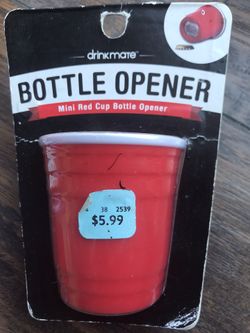 drinkmate
BOTTLE OPENER
Mini Red Cup Bottle Opener
38 2539
$5.99